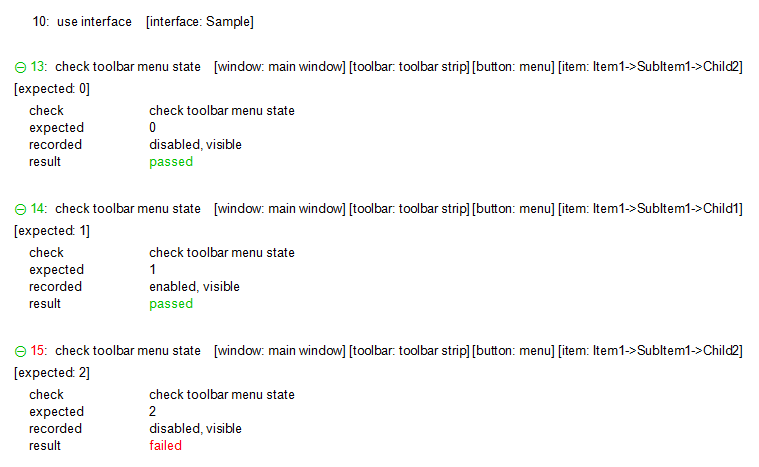 10: use interface [interface: Sample]
13: check toolbar menu state [window: main window] [toolbar: toolbar strip] [button: menu] [item: Item1->SubItem1->Child2]
[expected: 0]
check check toolbar menu state
expected 0
recorded disabled, visible
result passed
14: check toolbar menu state [window: main window] [toolbar: toolbar strip] [button: menu] [item: Item1->SubItem1->Child1]
[expected: 1]
check check toolbar menu state
expected 1
recorded enabled, visible
result passed
15: check toolbar menu state [window: main window] [toolbar: toolbar strip] [button: menu] [item: Item1->SubItem1->Child2]
[expected: 2]
check check toolbar menu state
expected 2
recorded disabled, visible
result failed